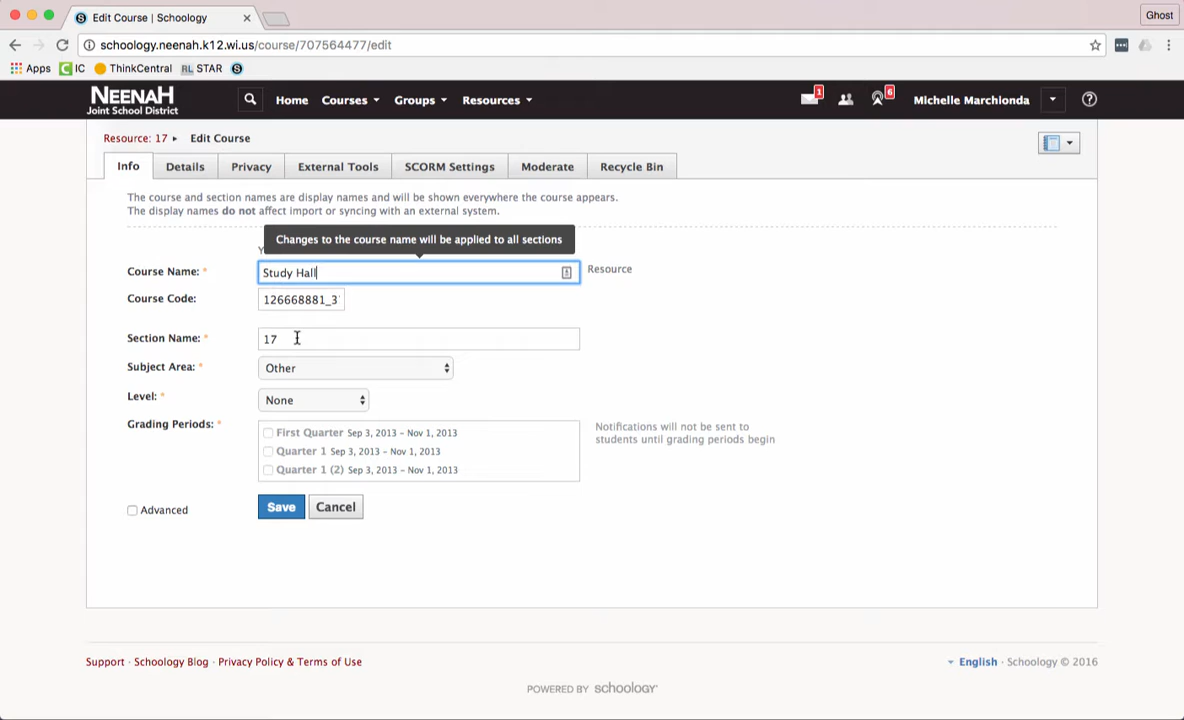 Edit Course | Schoology
Ghost
schoology.neenah.k12.wi.us/course/707564477/edit
Apps
C IC
ThinkCentral
RL STAR
S
NEENAH
Joint School District
Home
Courses
Groups
Resources
1
6
Michelle Marchionda
?
Resource: 17 ▸ Edit Course
Info
Details
Privacy
External Tools
SCORM Settings
Moderate
Recycle Bin
The course and section names are display names and will be shown everywhere the course appears.
The display names do not affect import or syncing with an external system.
Changes to the course name will be applied to all sections
Course Name: *
Study Hall
Resource
Course Code:
126668881_3
Section Name: *
17
Subject Area: *
Other
Level: *
None
Grading Periods: *
First Quarter Sep 3, 2013 - Nov 1, 2013
Quarter 1 Sep 3, 2013 - Nov 1, 2013
Quarter 1 (2) Sep 3, 2013 - Nov 1, 2013
Notifications will not be sent to
students until grading periods begin
Advanced
Save
Cancel
Support · Schoology Blog · Privacy Policy & Terms of Use
English · Schoology © 2016
POWERED BY schoology